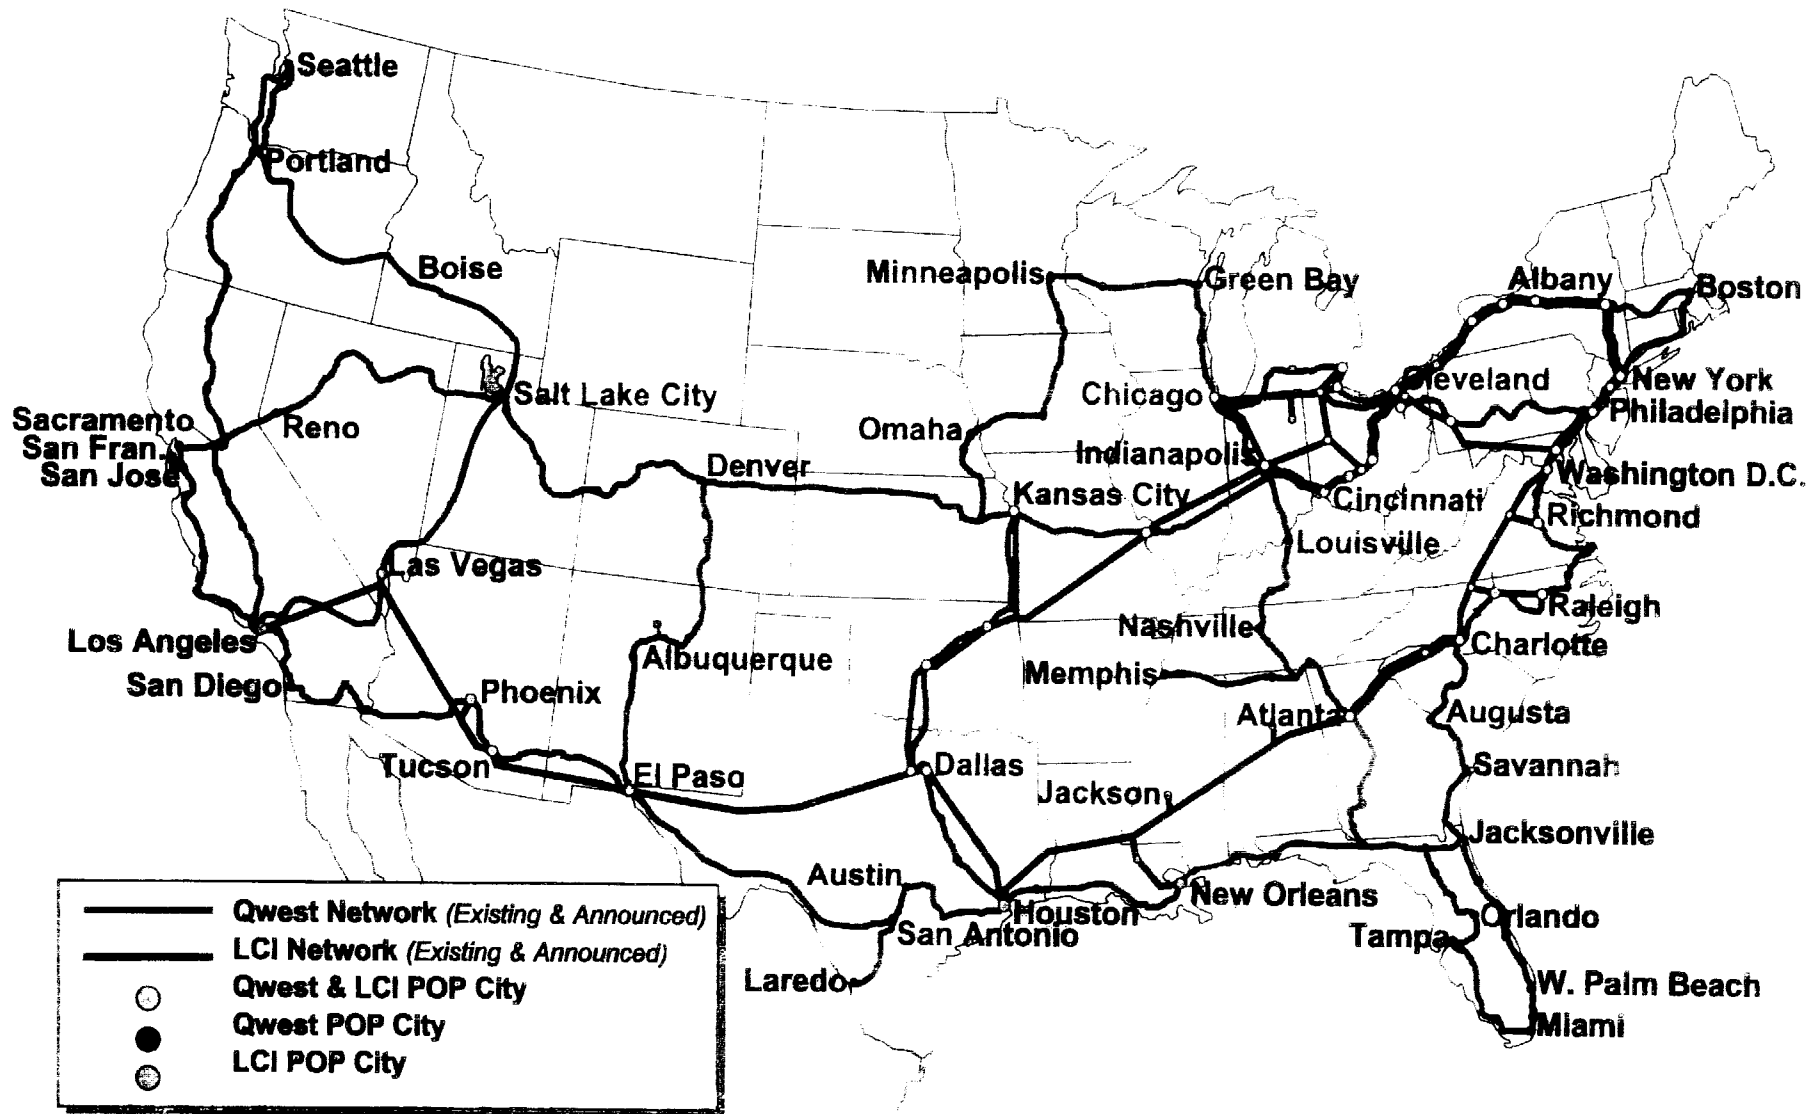 Seattle
Portland
Boise
Minneapolis
Green Bay
Albany
Boston
Salt Lake City
Chicago
Cleveland
New York
Philadelphia
Sacramento
San Fran.
San Jose
Reno
Omaha
Denver
Indianapolis
Washington D.C.
Kansas City
Cincinnati
Richmond
Louisville
Las Vegas
Los Angeles
Albuquerque
Nashville
Raleigh
Charlotte
San Diego
Phoenix
Memphis
Atlanta
Augusta
Tucson
El Paso
Dallas
Jackson
Savannah
Jacksonville
Austin
Houston
New Orleans
San Antonio
Orlando
Tampa
Laredo
W. Palm Beach
Miami
Qwest Network (Existing & Announced)
LCI Network (Existing & Announced)
Qwest & LCI POP City
Qwest POP City
LCI POP City